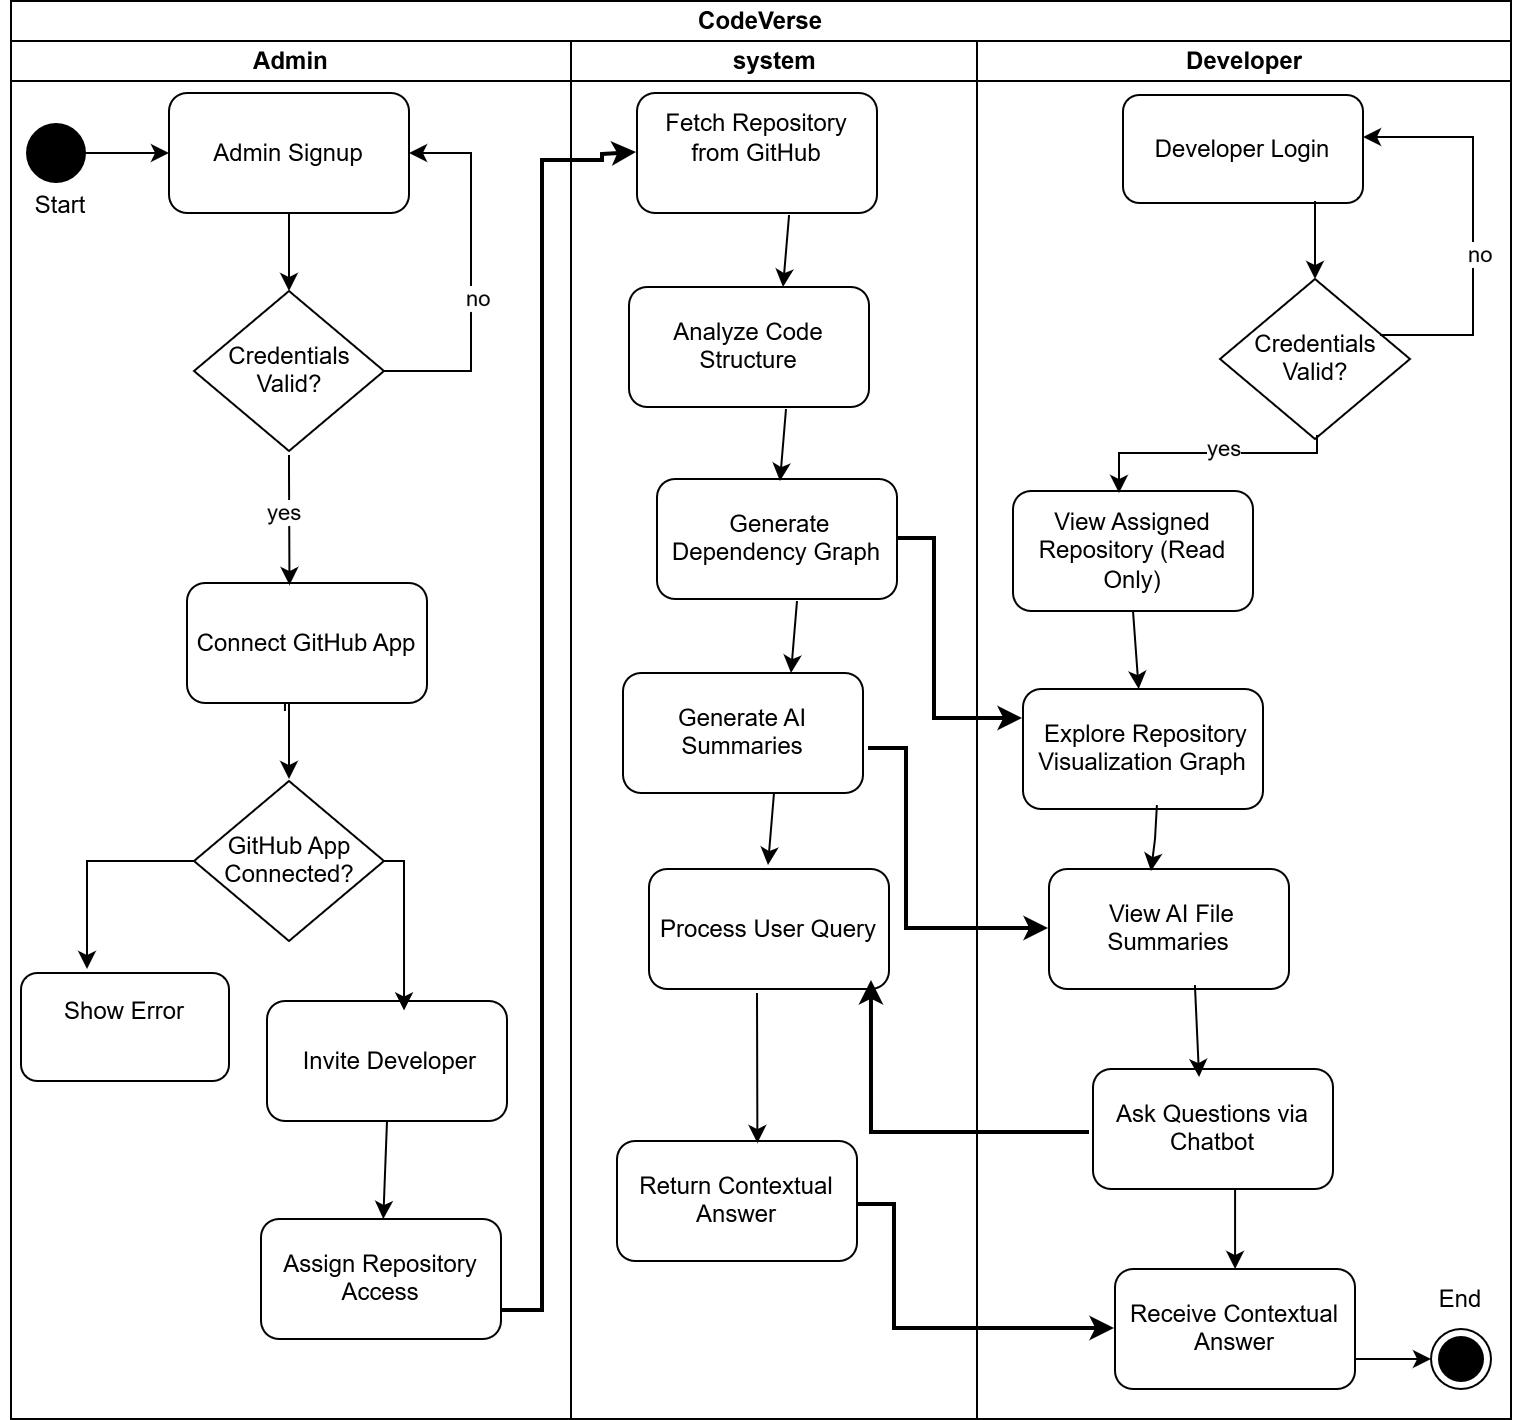 CodeVerse
Admin
system
Developer
Start
Admin Signup
no
Credentials
Valid?
yes
Connect GitHub App
GitHub App
Connected?
Show Error
Invite Developer
Assign Repository
Access
Fetch Repository
from GitHub
Analyze Code
Structure
Generate
Dependency Graph
Generate AI
Summaries
Process User Query
Return Contextual
Answer
Developer Login
no
Credentials
Valid?
yes
View Assigned
Repository (Read
Only)
Explore Repository
Visualization Graph
View AI File
Summaries
Ask Questions via
Chatbot
Receive Contextual
Answer
End